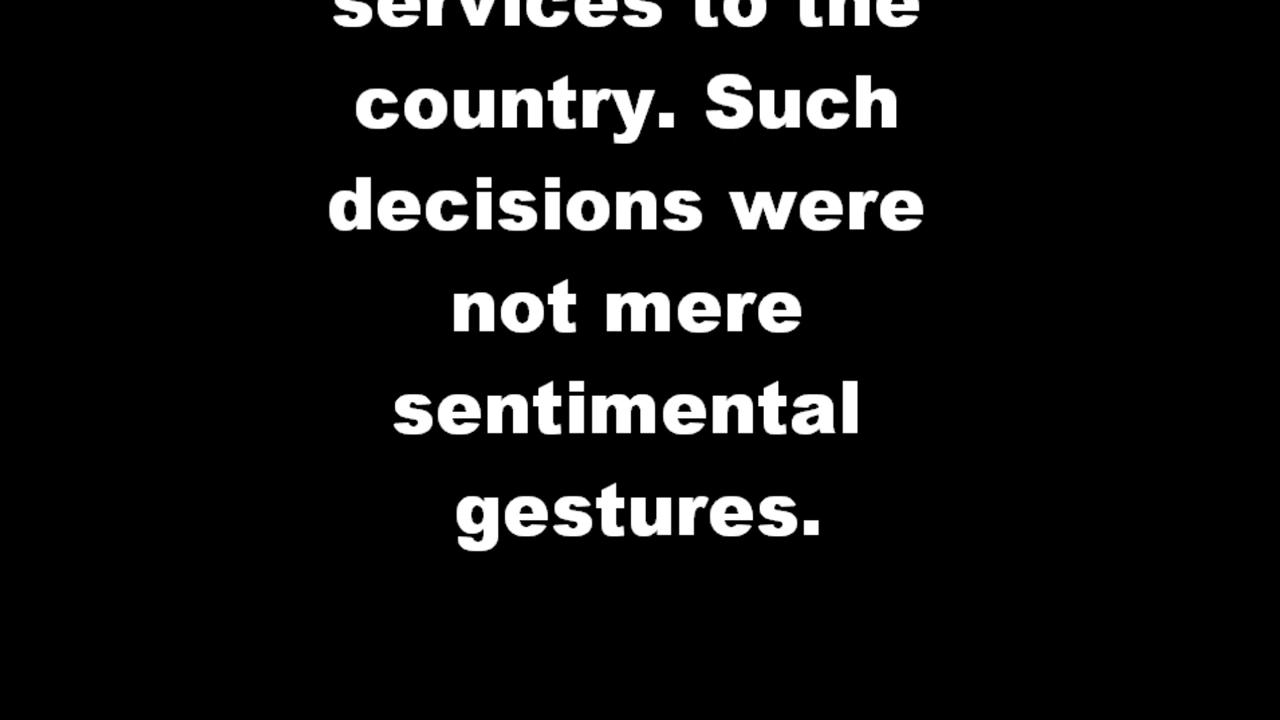 services to the
country. Such
decisions were
not mere
sentimental
gestures.